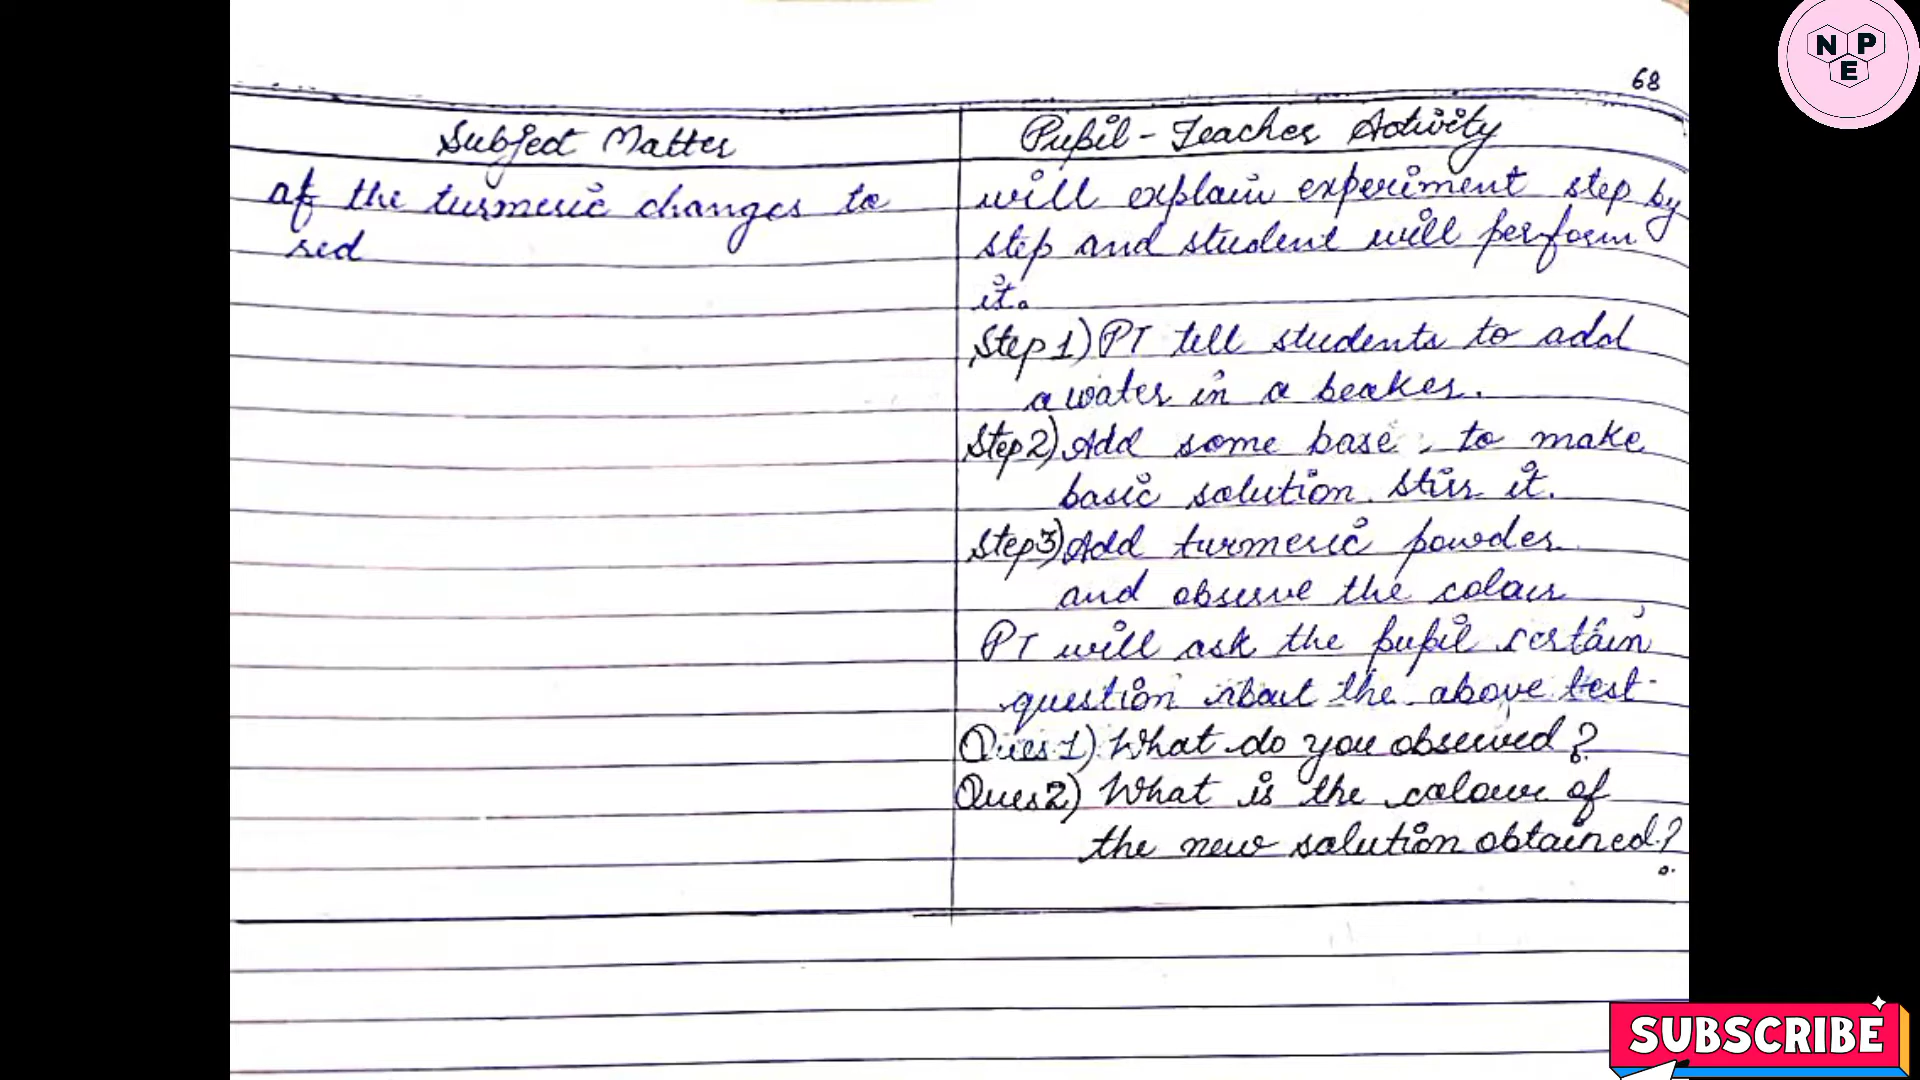 N P
E
68
Subject Matter
Pupil-Teacher Activity
of the turmeric changes to
red
will explain experiment step by
step and student will perform
it.
Step 1) PT tell students to add
a water in a beaker.
Step 2) Add some base, to make
basic solution. Stirr it.
Step 3) Add turmeric powder
and observe the colour
PT will ask the pupil certain
question about the above test.
Ques 1) What do you observed?
Ques 2) What is the colour of
the new solution obtained?
SUBSCRIBE